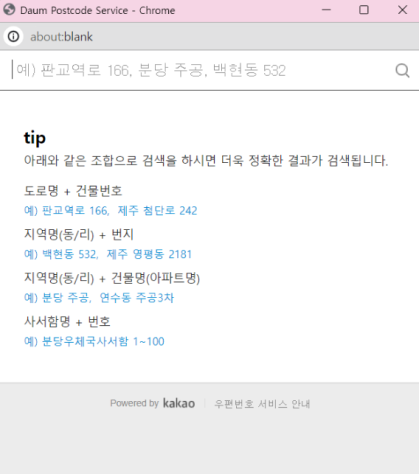 Daum Postcode Service - Chrome
about:blank
예) 판교역로 166, 분당 주공, 백현동 532
tip
아래와 같은 조합으로 검색을 하시면 더욱 정확한 결과가 검색됩니다.
도로명 + 건물번호
예) 판교역로 166, 제주 첨단로 242
지역명(동/리) + 번지
예) 백현동 532, 제주 영평동 2181
지역명(동/리) + 건물명(아파트명)
예) 분당 주공, 연수동 주공3차
사서함명 + 번호
예) 분당우체국사서함 1~100
Powered by kakao 우편번호 서비스 안내